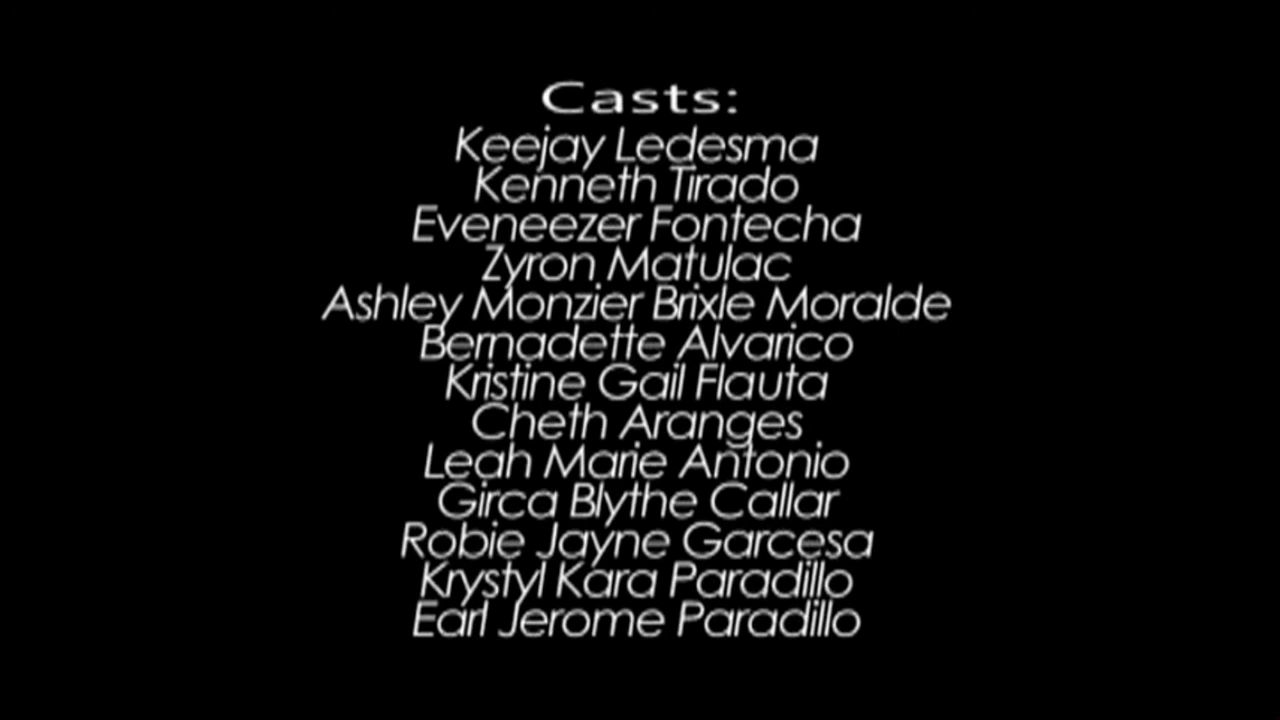 Casts:
Keejay Ledesma
Kenneth Tirado
Eveneezer Fontecha
Zyron Matulac
Ashley Monzier Brixle Moralde
Bernadette Alvarico
Kristine Gail Flauta
Cheth Aranges
Leah Marie Antonio
Girca Blythe Callar
Robie Jayne Garcesa
Krystyl Kara Paradillo
Earl Jerome Paradillo